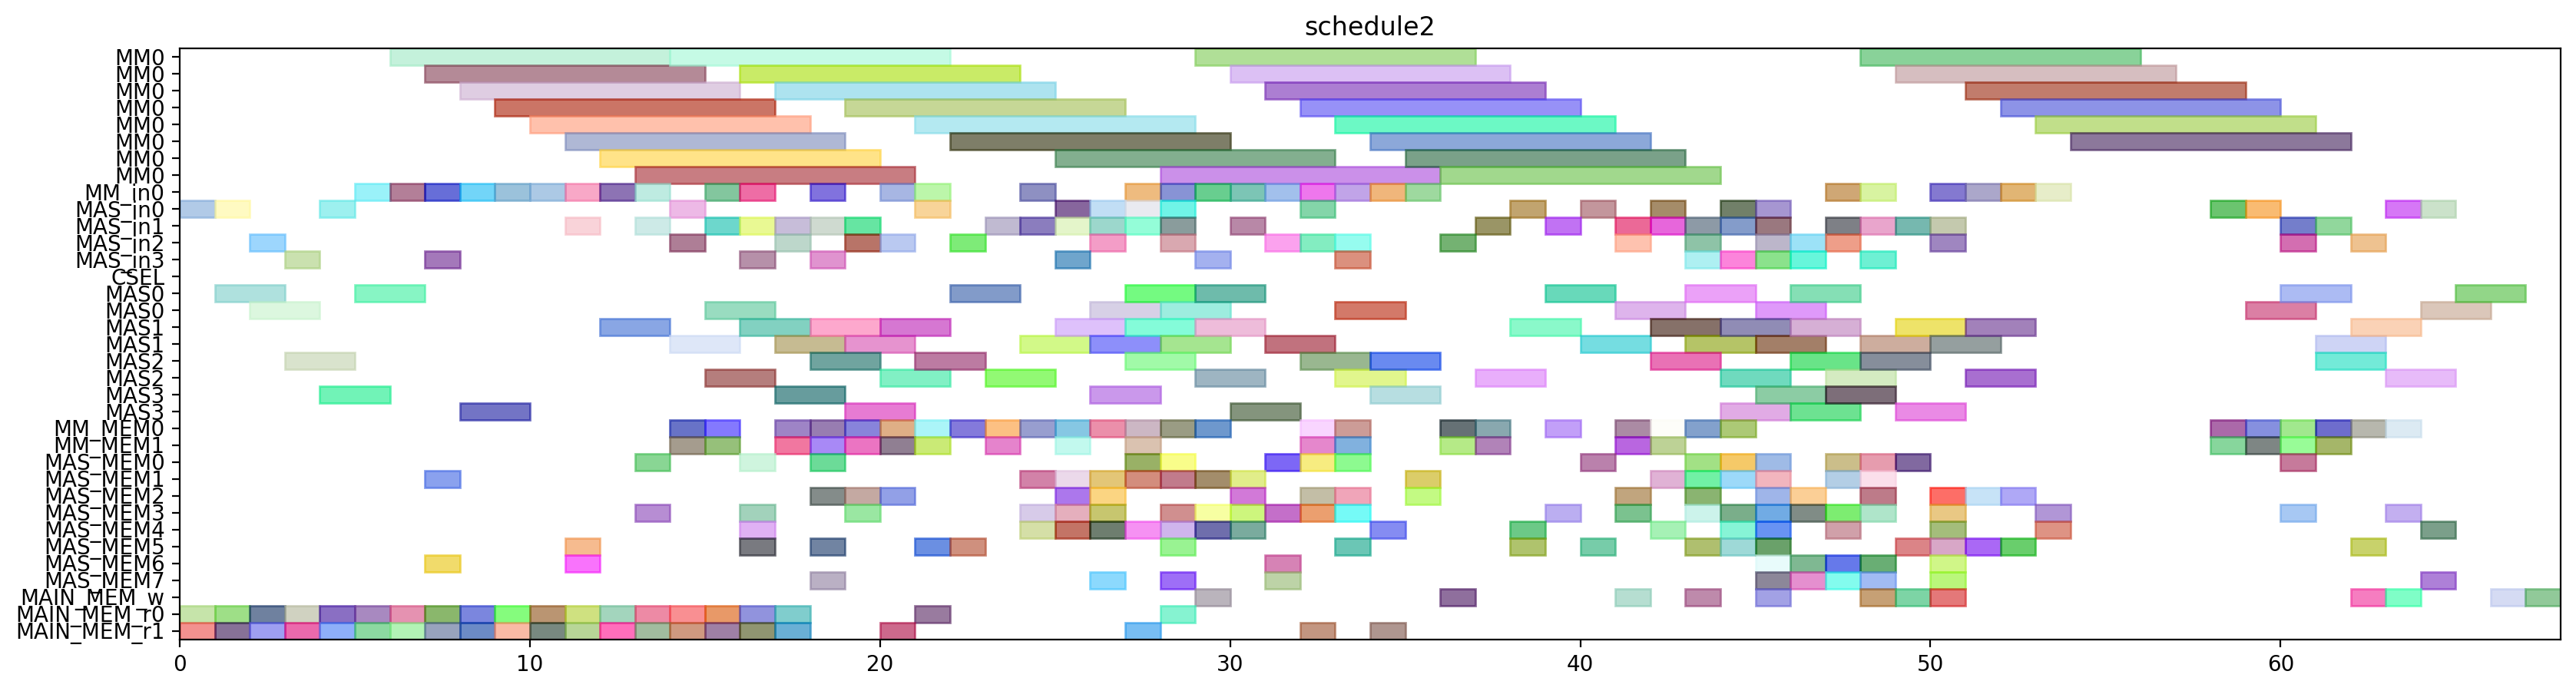 schedule2
MM0
MM0
MM0
MM0
MM0
MM0
MM0
MM0
MM_in0
MAS_in0
MAS_in1
MAS_in2
MAS_in3
CSEL
MAS0
MAS0
MAS1
MAS1
MAS2
MAS2
MAS3
MAS3
MM_MEM0
MM_MEM1
MAS_MEM0
MAS_MEM1
MAS_MEM2
MAS_MEM3
MAS_MEM4
MAS_MEM5
MAS_MEM6
MAS_MEM7
MAIN_MEM_w
MAIN_MEM_r0
MAIN_MEM_r1
0 10 20 30 40 50 60